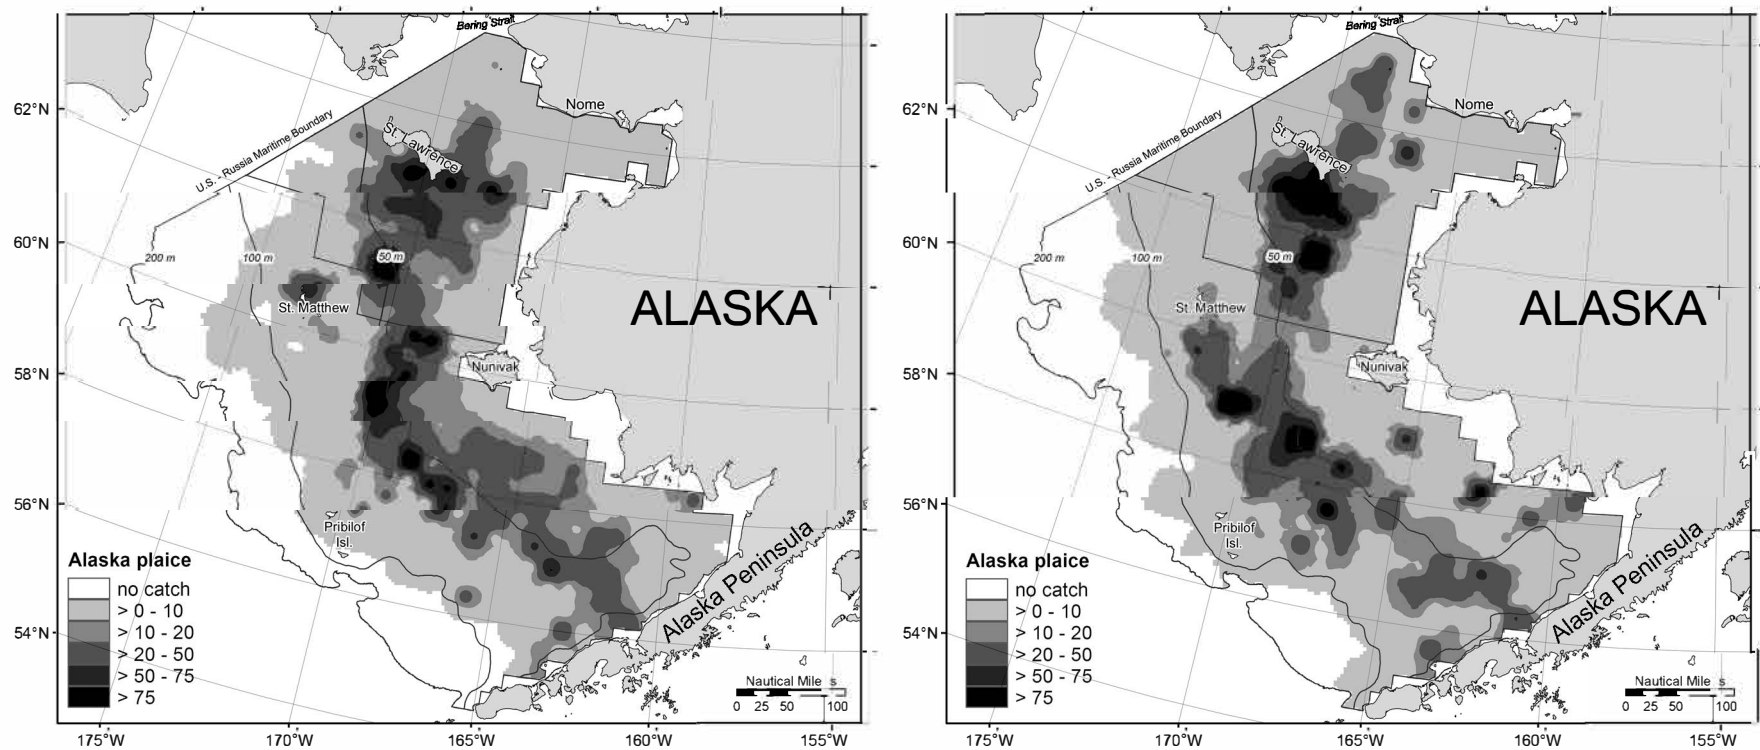 Bering Strait
62°N
Nome
U.S. - Russia Maritime Boundary
St. Lawrence
60°N
200 m
100 m
50 m
St. Matthew
ALASKA
Nunivak
58°N
56°N
Pribilof
Isl.
Alaska Peninsula
Alaska plaice
no catch
> 0 - 10
> 10 - 20
> 20 - 50
> 50 - 75
> 75
54°N
Nautical Mile s
0 25 50 100
175°W 170°W 165°W 160°W 155°W
Bering Strait
62°N
Nome
U.S. - Russia Maritime Boundary
St. Lawrence
60°N
200 m
100 m
50 m
St. Matthew
ALASKA
Nunivak
58°N
56°N
Pribilof
Isl.
Alaska Peninsula
Alaska plaice
no catch
> 0 - 10
> 10 - 20
> 20 - 50
> 50 - 75
> 75
54°N
Nautical Mile s
0 25 50 100
175°W 170°W 165°W 160°W 155°W